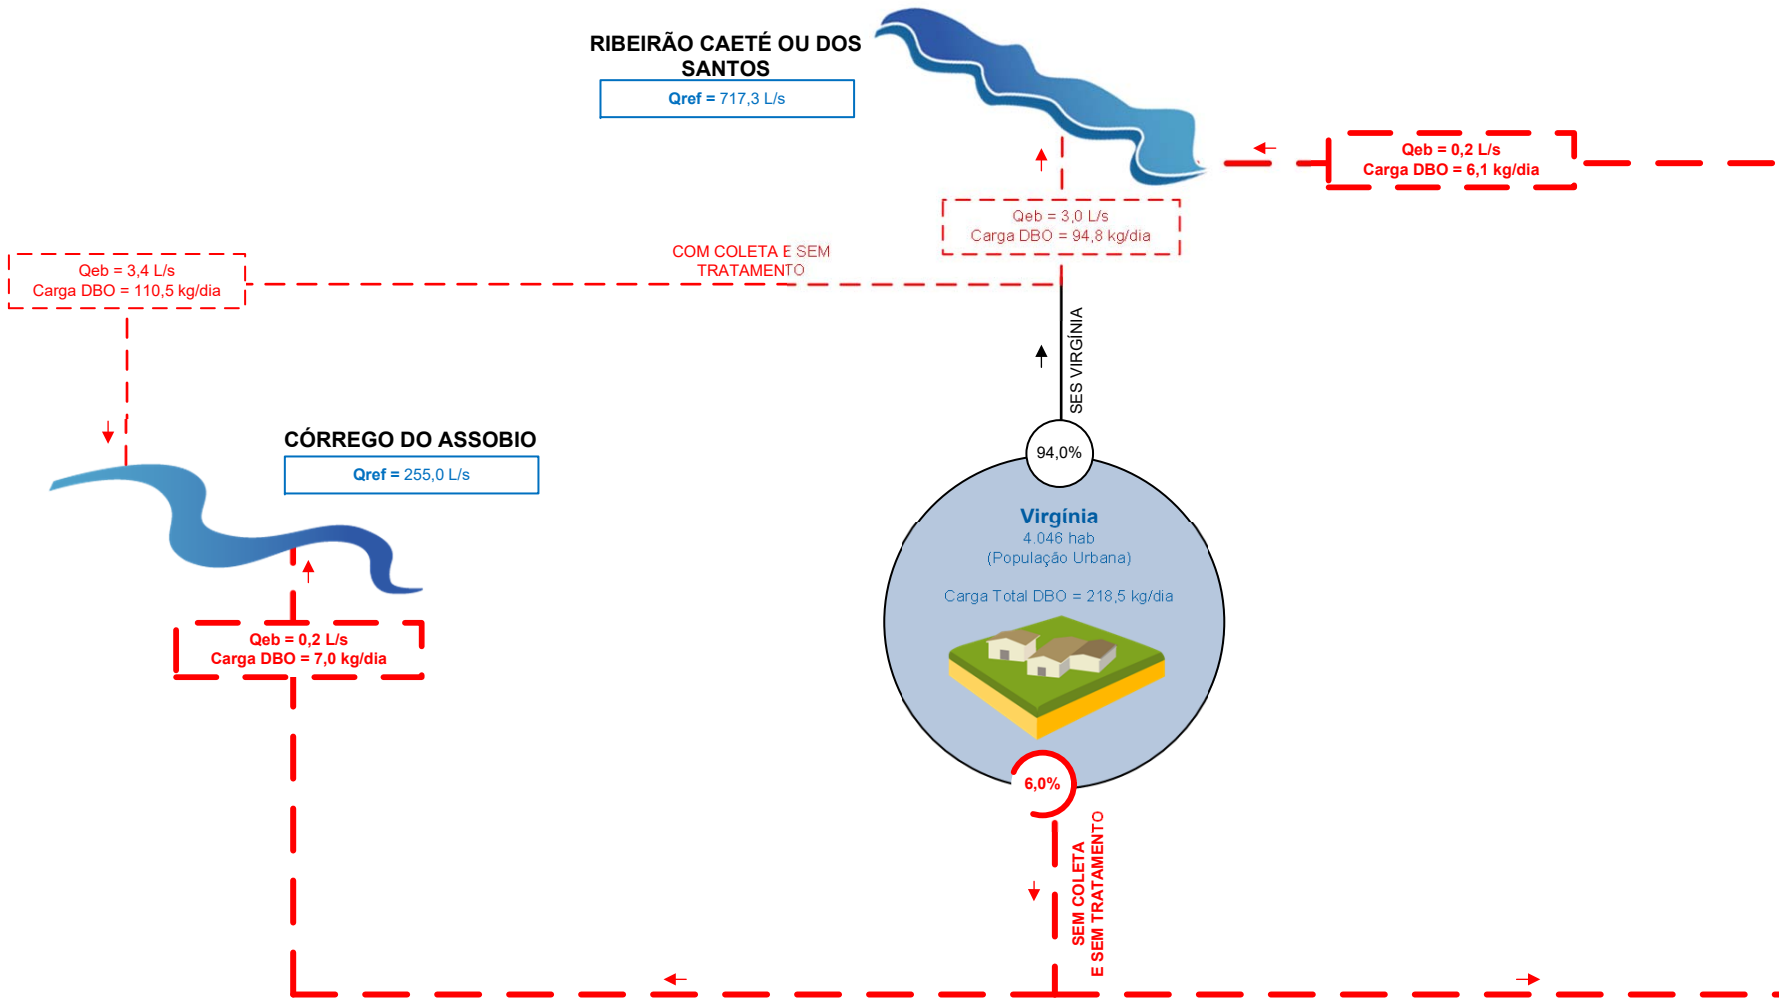 RIBEIRÃO CAETÉ OU DOS
SANTOS
Qref = 717,3 L/s
Qeb = 0,2 L/s
Carga DBO = 6,1 kg/dia
Qeb = 3,0 L/s
Carga DBO = 94,8 kg/dia
COM COLETA E SEM
TRATAMENTO
Qeb = 3,4 L/s
Carga DBO = 110,5 kg/dia
SES VIRGÍNIA
CÓRREGO DO ASSOBIO
Qref = 255,0 L/s
94,0%
Virgínia
4.046 hab
(População Urbana)
Carga Total DBO = 218,5 kg/dia
Qeb = 0,2 L/s
Carga DBO = 7,0 kg/dia
6,0%
SEM COLETA
E SEM TRATAMENTO